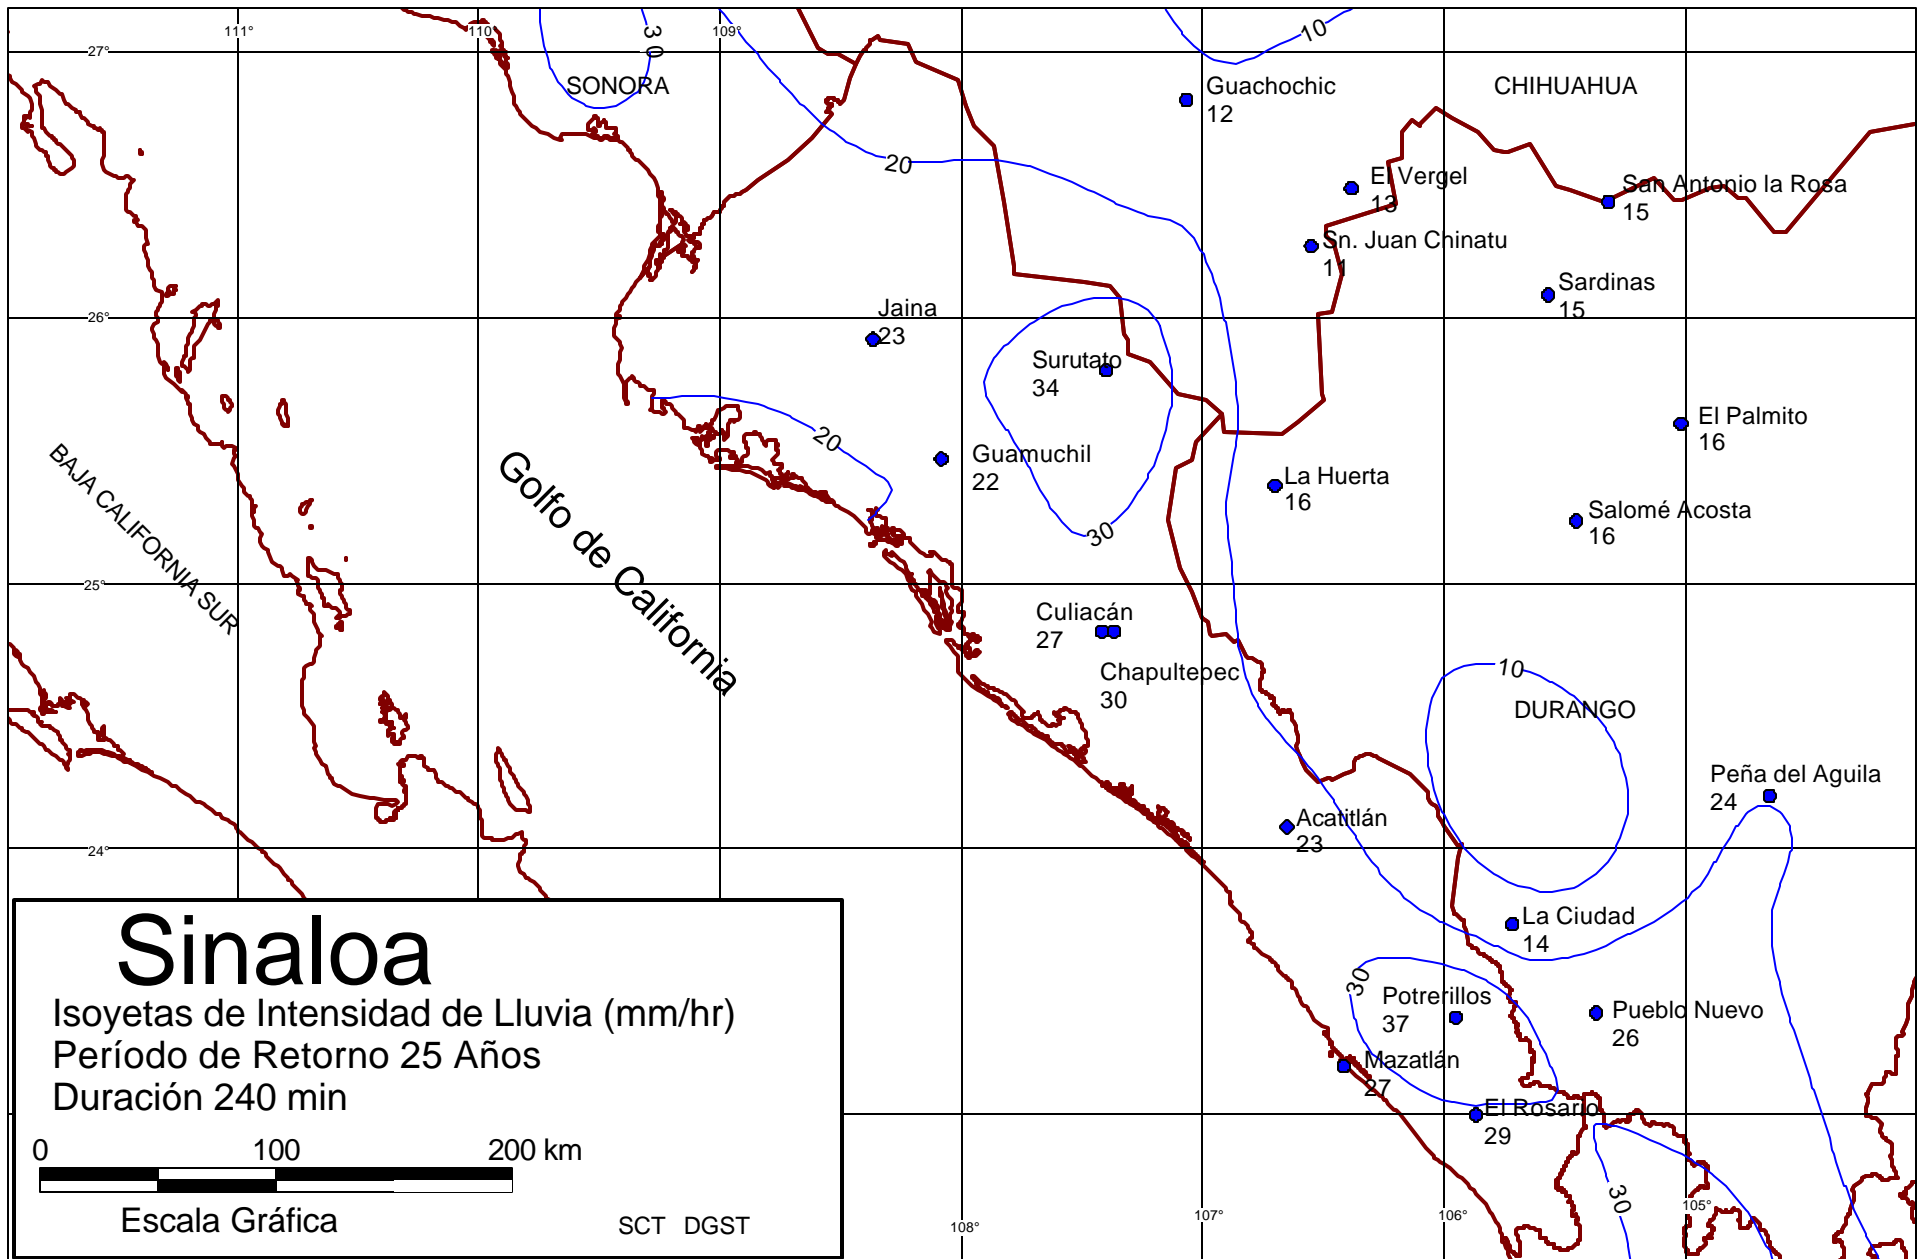 111°
110°
30
109°
10
27°
SONORA
Guachochic
12
CHIHUAHUA
20
El Vergel
13
San Antonio la Rosa
15
Sn. Juan Chinatu
11
Sardinas
15
26°
Jaina
23
Surutato
34
El Palmito
16
20
Guamuchil
22
La Huerta
16
Salomé Acosta
16
30
BAJA CALIFORNIA SUR
Golfo de California
25°
Culiacán
27
Chapultepec
30
10
DURANGO
Peña del Aguila
24
Acatitlán
23
24°
La Ciudad
14
30
Potrerillos
37
Pueblo Nuevo
26
Mazatlán
27
El Rosario
29
30
108°
107°
106°
105°
Sinaloa
Isoyetas de Intensidad de Lluvia (mm/hr)
Período de Retorno 25 Años
Duración 240 min
0 100 200 km
Escala Gráfica
SCT DGST